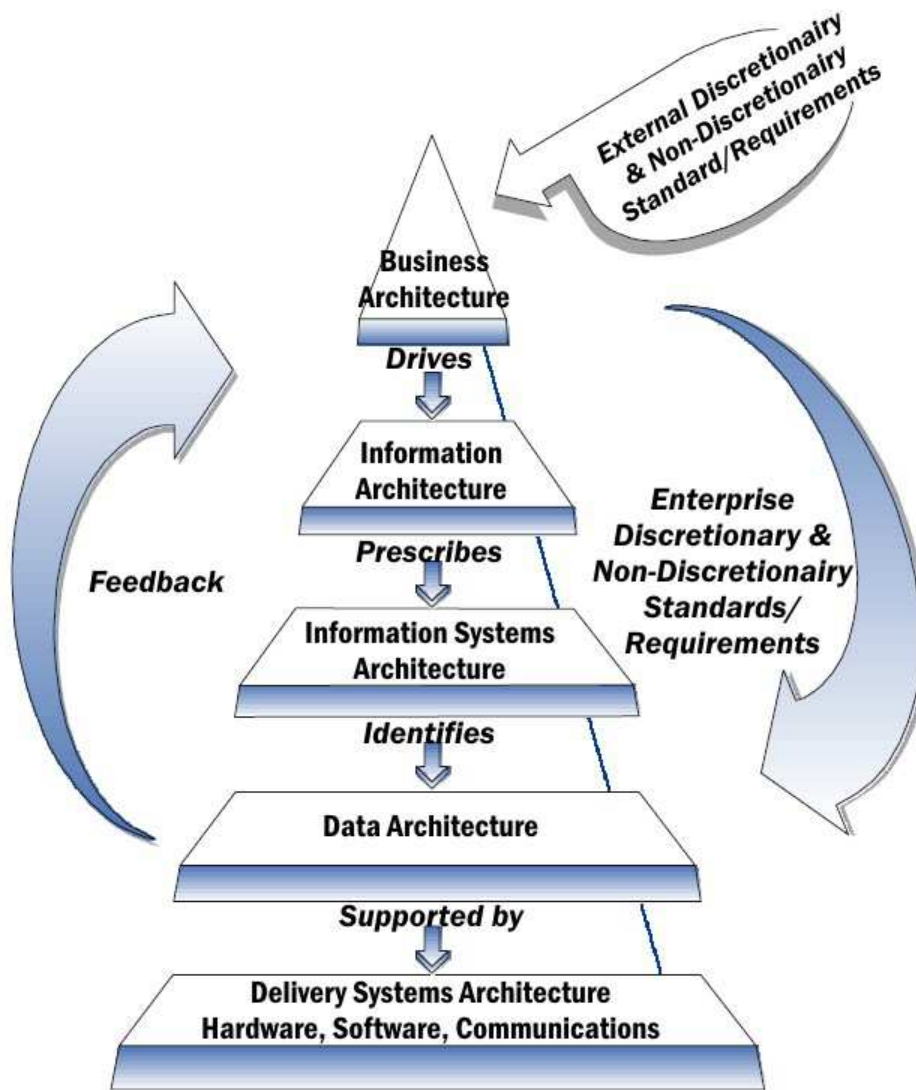 External Discretionairy
& Non-Discretionairy
Standard/Requirements
Business
Architecture
Drives
Information
Architecture
Prescribes
Enterprise
Discretionary &
Non-Discretionairy
Standards/
Requirements
Feedback
Information Systems
Architecture
Identifies
Data Architecture
Supported by
Delivery Systems Architecture
Hardware, Software, Communications